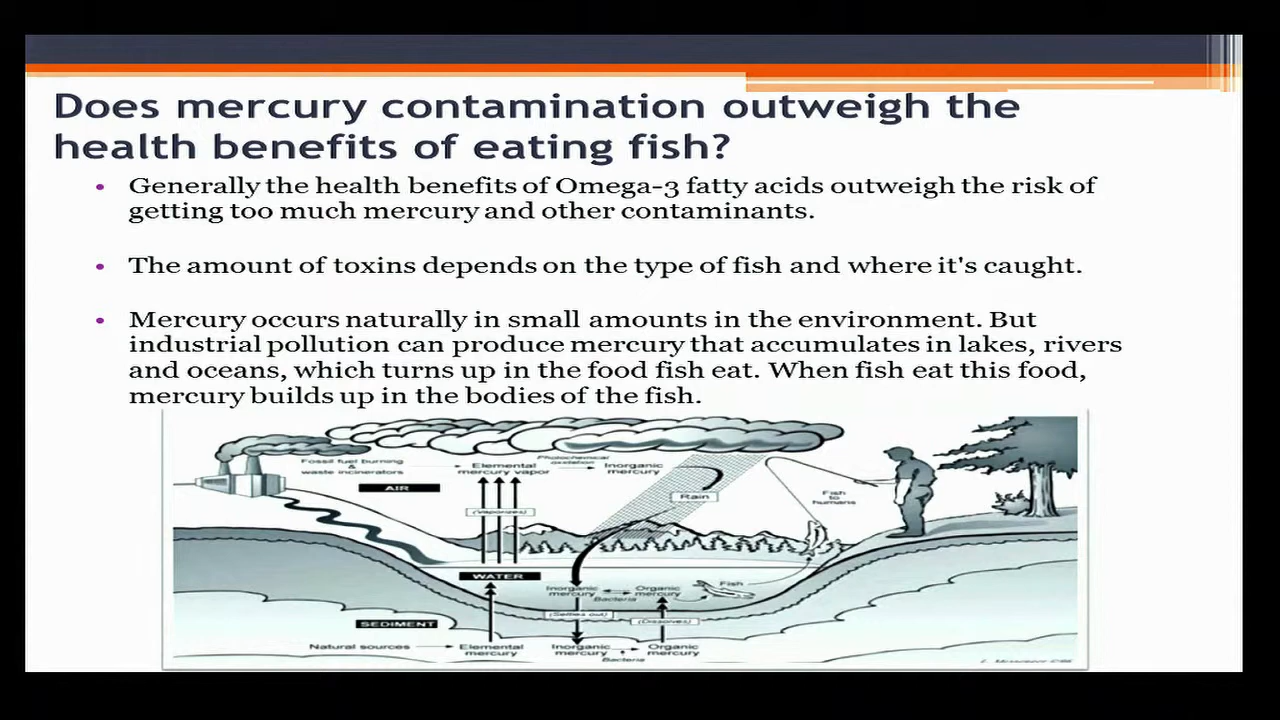 Does mercury contamination outweigh the
health benefits of eating fish?
• Generally the health benefits of Omega-3 fatty acids outweigh the risk of
getting too much mercury and other contaminants.
• The amount of toxins depends on the type of fish and where it's caught.
• Mercury occurs naturally in small amounts in the environment. But
industrial pollution can produce mercury that accumulates in lakes, rivers
and oceans, which turns up in the food fish eat. When fish eat this food,
mercury builds up in the bodies of the fish.
Fossil fuel burning
&
waste incinerators
Elemental
mercury vapor
Photochemical
oxidation
Inorganic
mercury
AIR
Rain
Fish
to
humans
(Vaporizes)
WATER
Inorganic
mercury
Bacteria
Organic
mercury
Fish
(Settles out)
(Dissolves)
SEDIMENT
Natural sources
Elemental
mercury
Inorganic
mercury
Bacteria
Organic
mercury